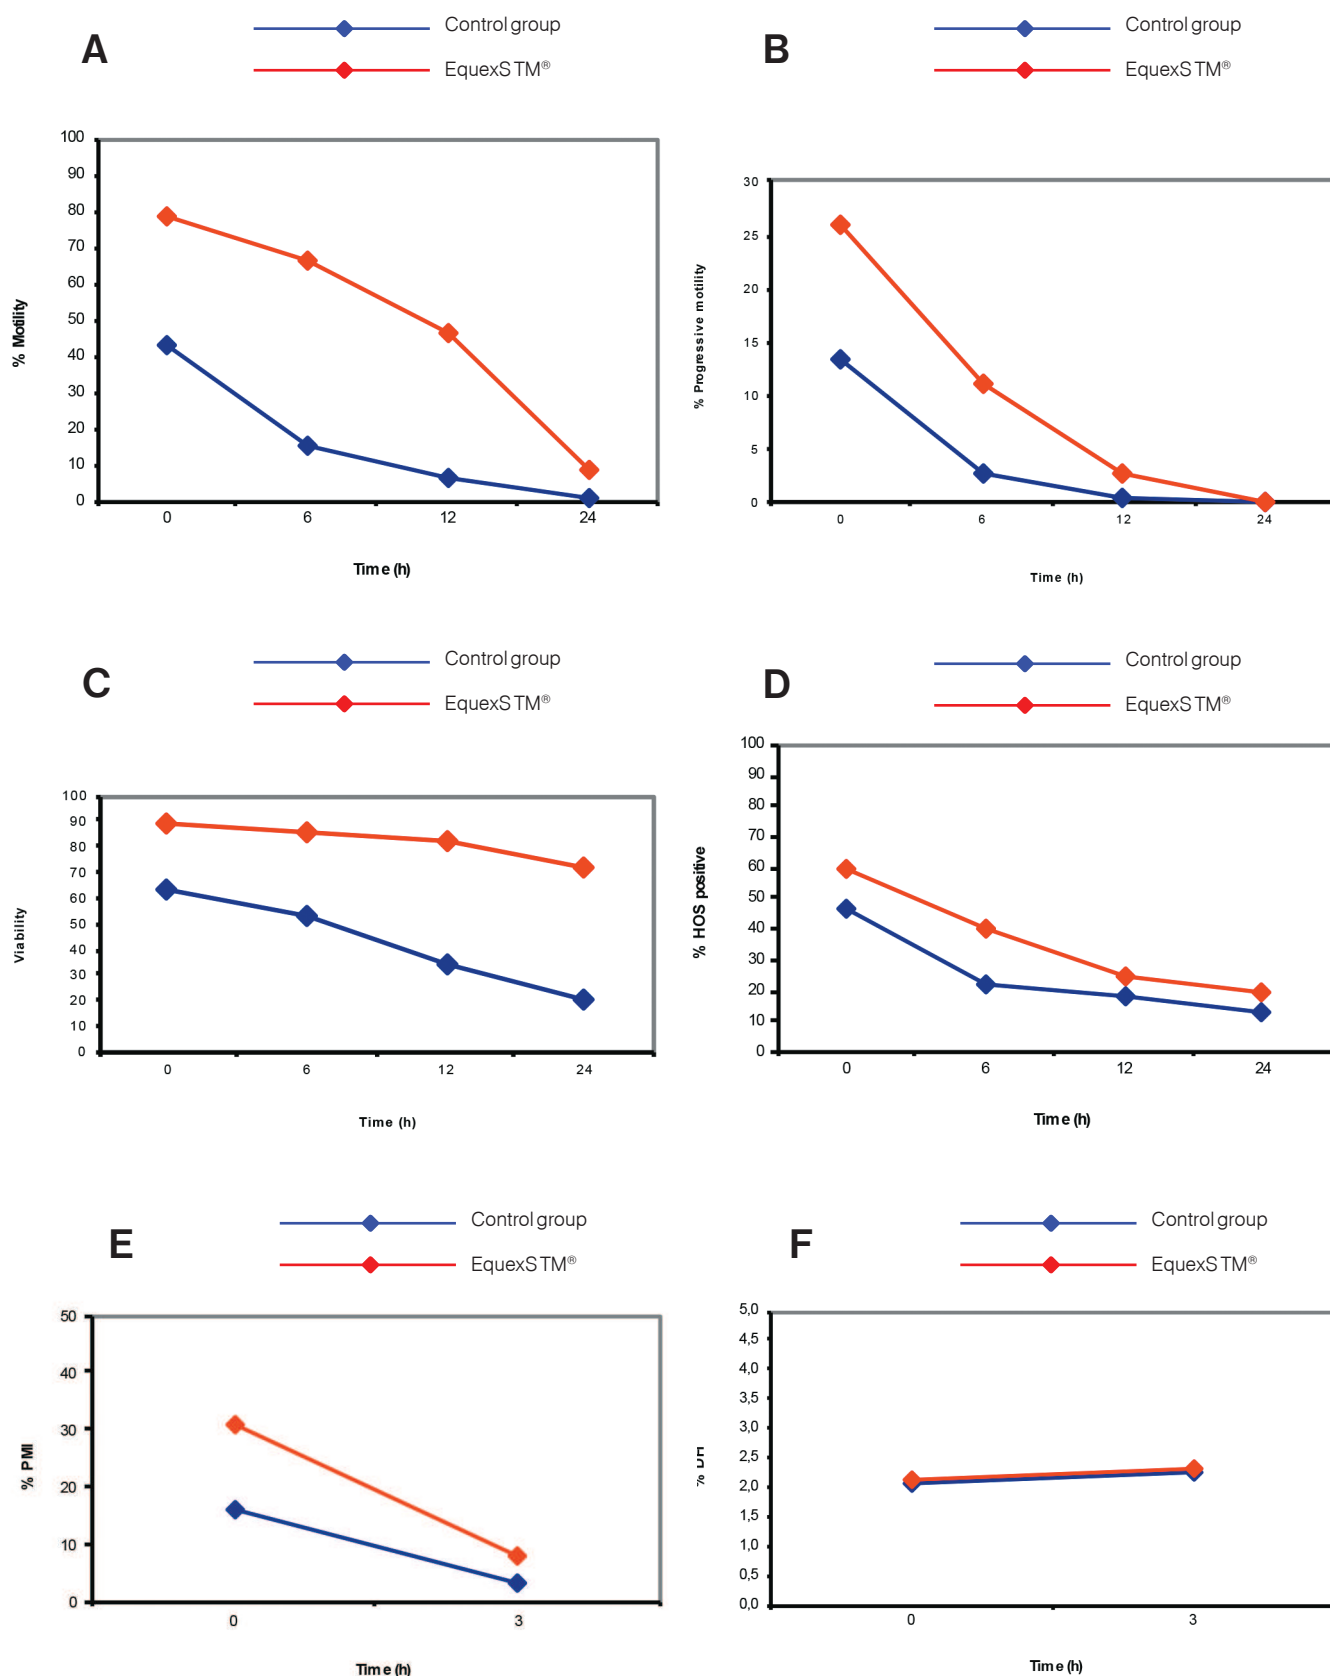 A
Control group
EquexSTM®
% Motility
100
90
80
70
60
50
40
30
20
10
0
0 6 12 24
Time (h)
B
Control group
EquexSTM®
% Progressive motility
30
25
20
15
10
5
0
0 6 12 24
Time (h)
C
Control group
EquexSTM®
Viability
100
90
80
70
60
50
40
30
20
10
0
0 6 12 24
Time (h)
D
Control group
EquexSTM®
% HOS positive
100
90
80
70
60
50
40
30
20
10
0
0 6 12 24
Time (h)
E
Control group
EquexSTM®
% PMI
50
40
30
20
10
0
0 3
Time (h)
F
Control group
EquexSTM®
%
5,0
4,5
4,0
3,5
3,0
2,5
2,0
1,5
1,0
0,5
0,0
0 3
Time (h)